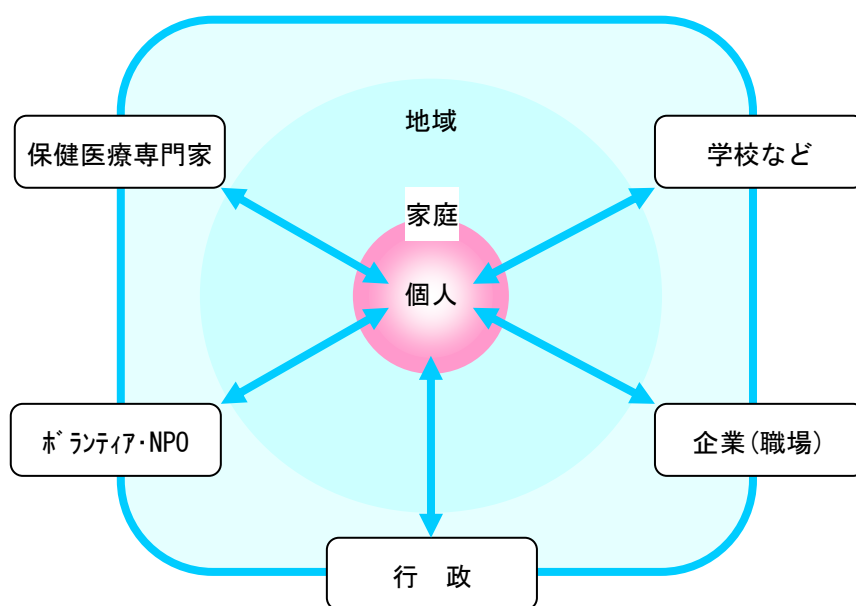 地域
保健医療専門家
学校など
家庭
個人
ﾎﾞﾗﾝﾃｨｱ・NPO
企業(職場)
行　政